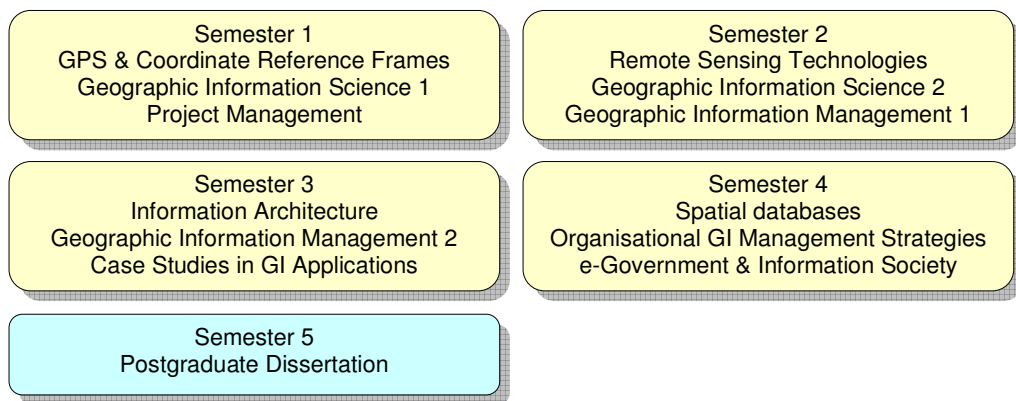 Semester 1
GPS & Coordinate Reference Frames
Geographic Information Science 1
Project Management
Semester 2
Remote Sensing Technologies
Geographic Information Science 2
Geographic Information Management 1
Semester 3
Information Architecture
Geographic Information Management 2
Case Studies in GI Applications
Semester 4
Spatial databases
Organisational GI Management Strategies
e-Government & Information Society
Semester 5
Postgraduate Dissertation